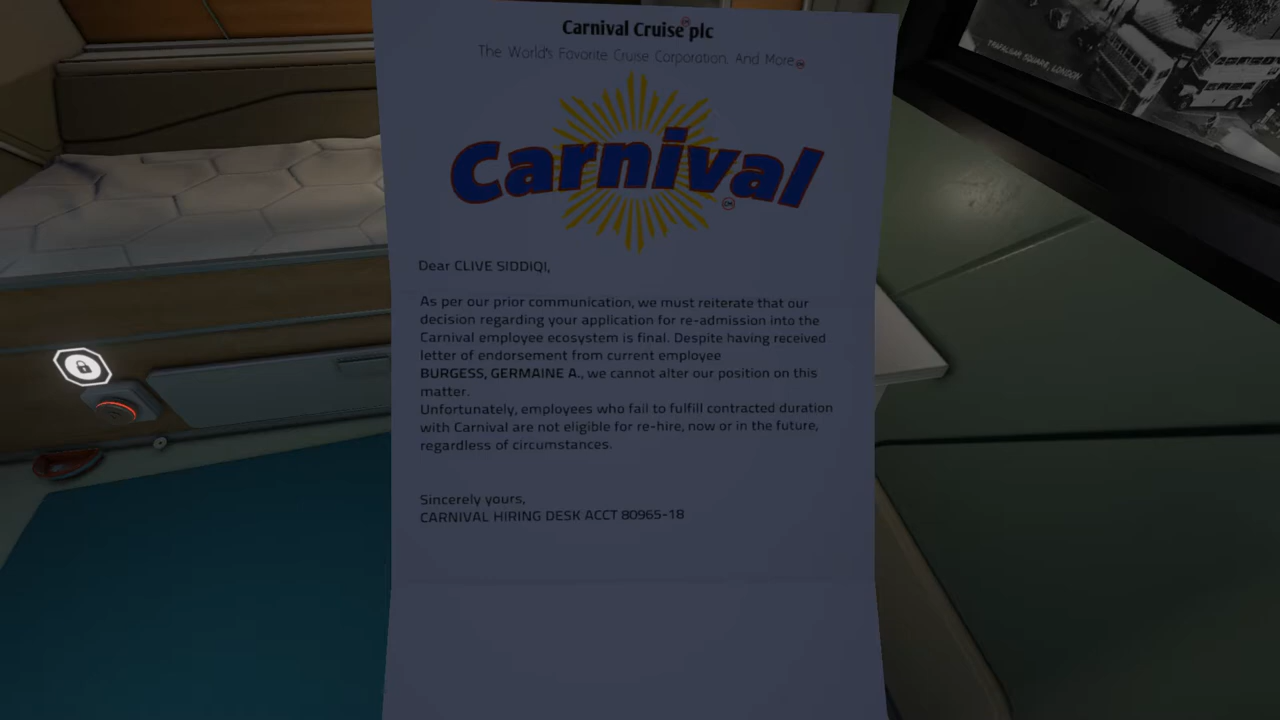 Carnival Cruise plc
The World's Favorite Cruise Corporation. And More.
Carnival
Dear CLIVE SIDDIQI,
As per our prior communication, we must reiterate that our
decision regarding your application for re-admission into the
Carnival employee ecosystem is final. Despite having received
letter of endorsement from current employee
BURGESS, GERMAINE A., we cannot alter our position on this
matter.
Unfortunately, employees who fail to fulfill contracted duration
with Carnival are not eligible for re-hire, now or in the future,
regardless of circumstances.
Sincerely yours,
CARNIVAL HIRING DESK ACCT 80965-18
TRAFALGAR SQUARE, LONDON